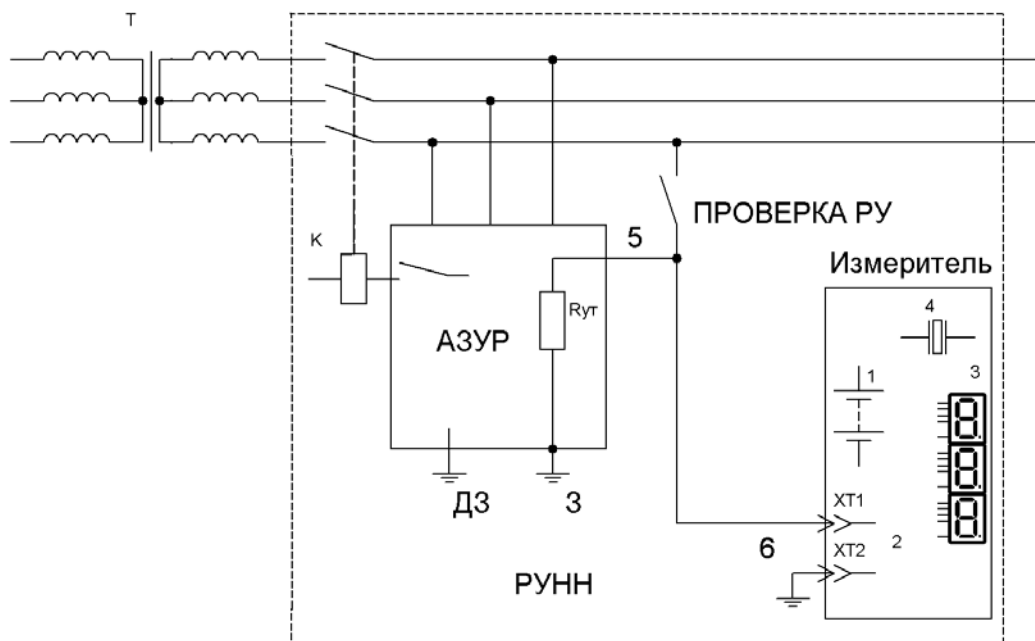 Т
К
ПРОВЕРКА РУ
5
Измеритель
4
Rут
АЗУР
1
3
ДЗ
З
XT1
6
XT2
2
РУНН